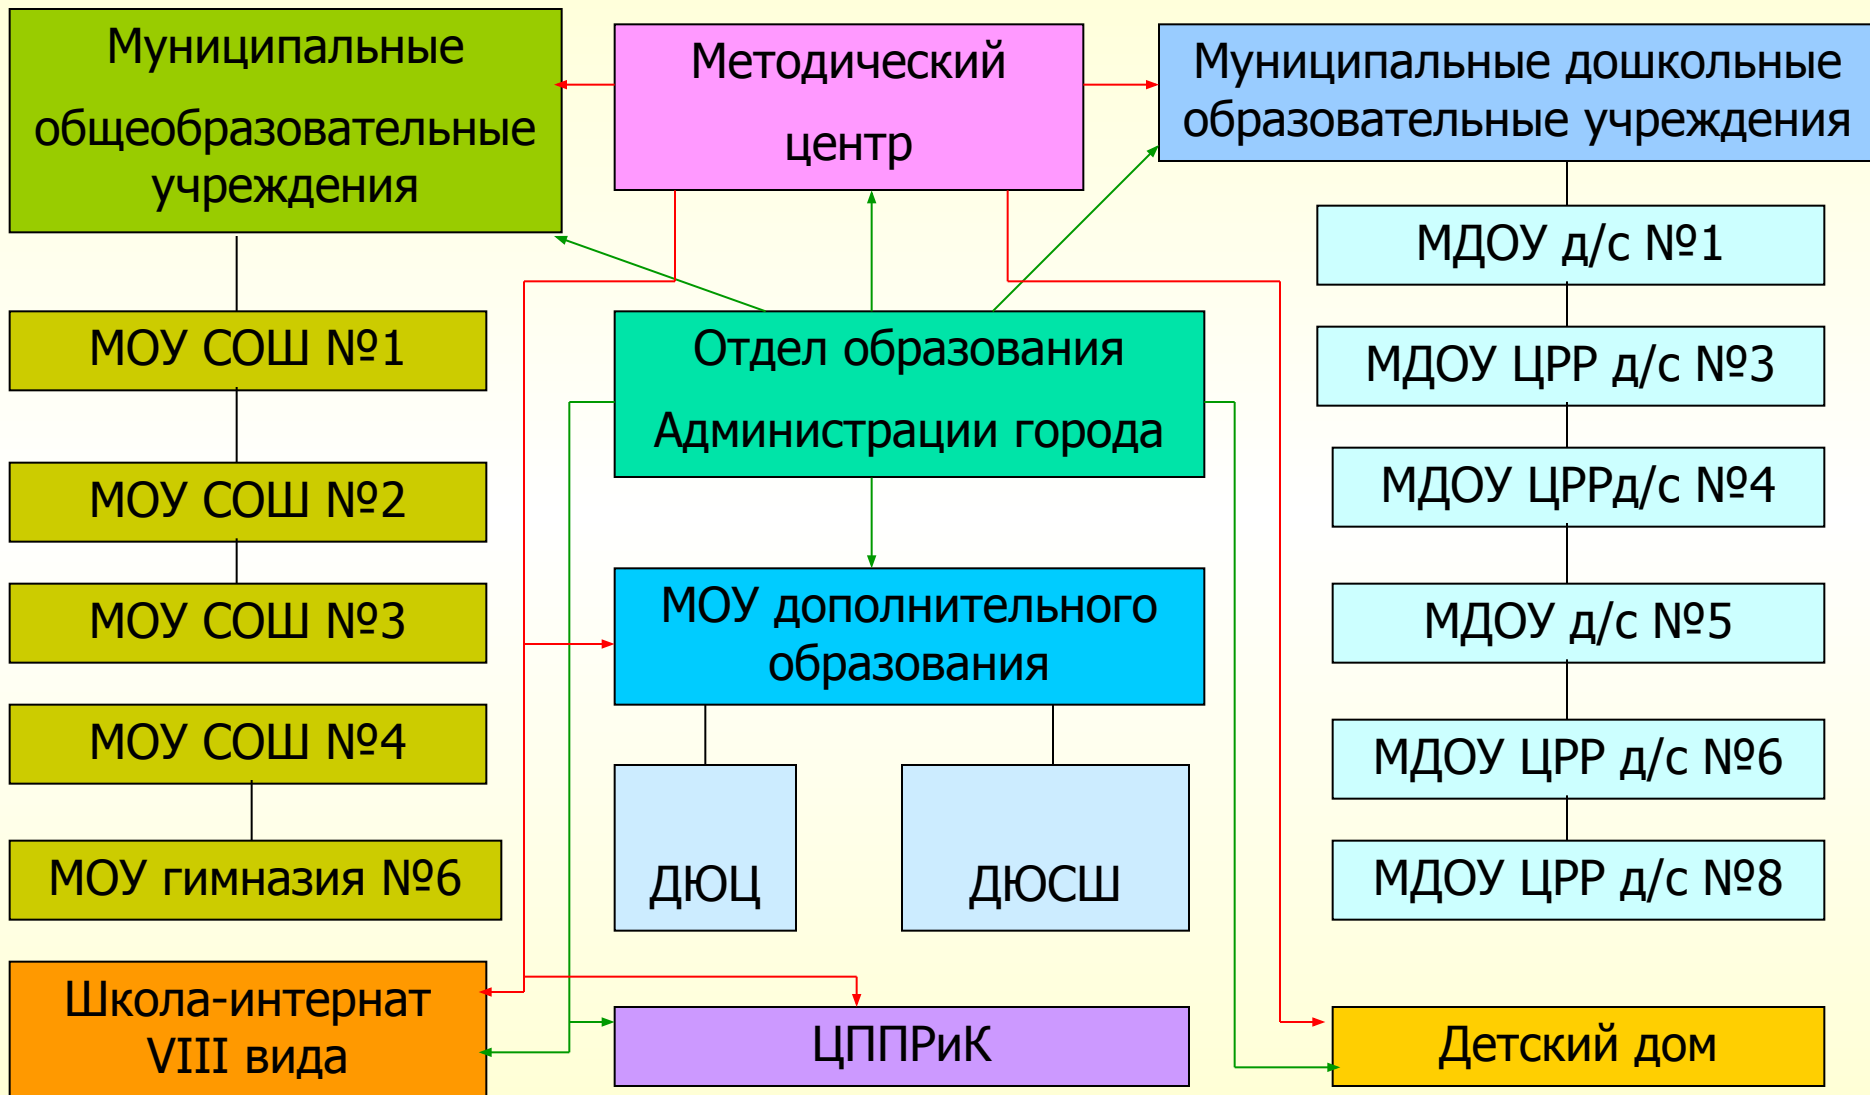 Муниципальные
общеобразовательные
учреждения
Методический
центр
Муниципальные дошкольные
образовательные учреждения
МДОУ д/с №1
МОУ СОШ №1
Отдел образования
Администрации города
МДОУ ЦРР д/с №3
МОУ СОШ №2
МДОУ ЦРРд/с №4
МОУ СОШ №3
МОУ дополнительного
образования
МДОУ д/с №5
МОУ СОШ №4
МДОУ ЦРР д/с №6
МОУ гимназия №6
ДЮЦ
ДЮСШ
МДОУ ЦРР д/с №8
Школа-интернат
VIII вида
ЦППРиК
Детский дом